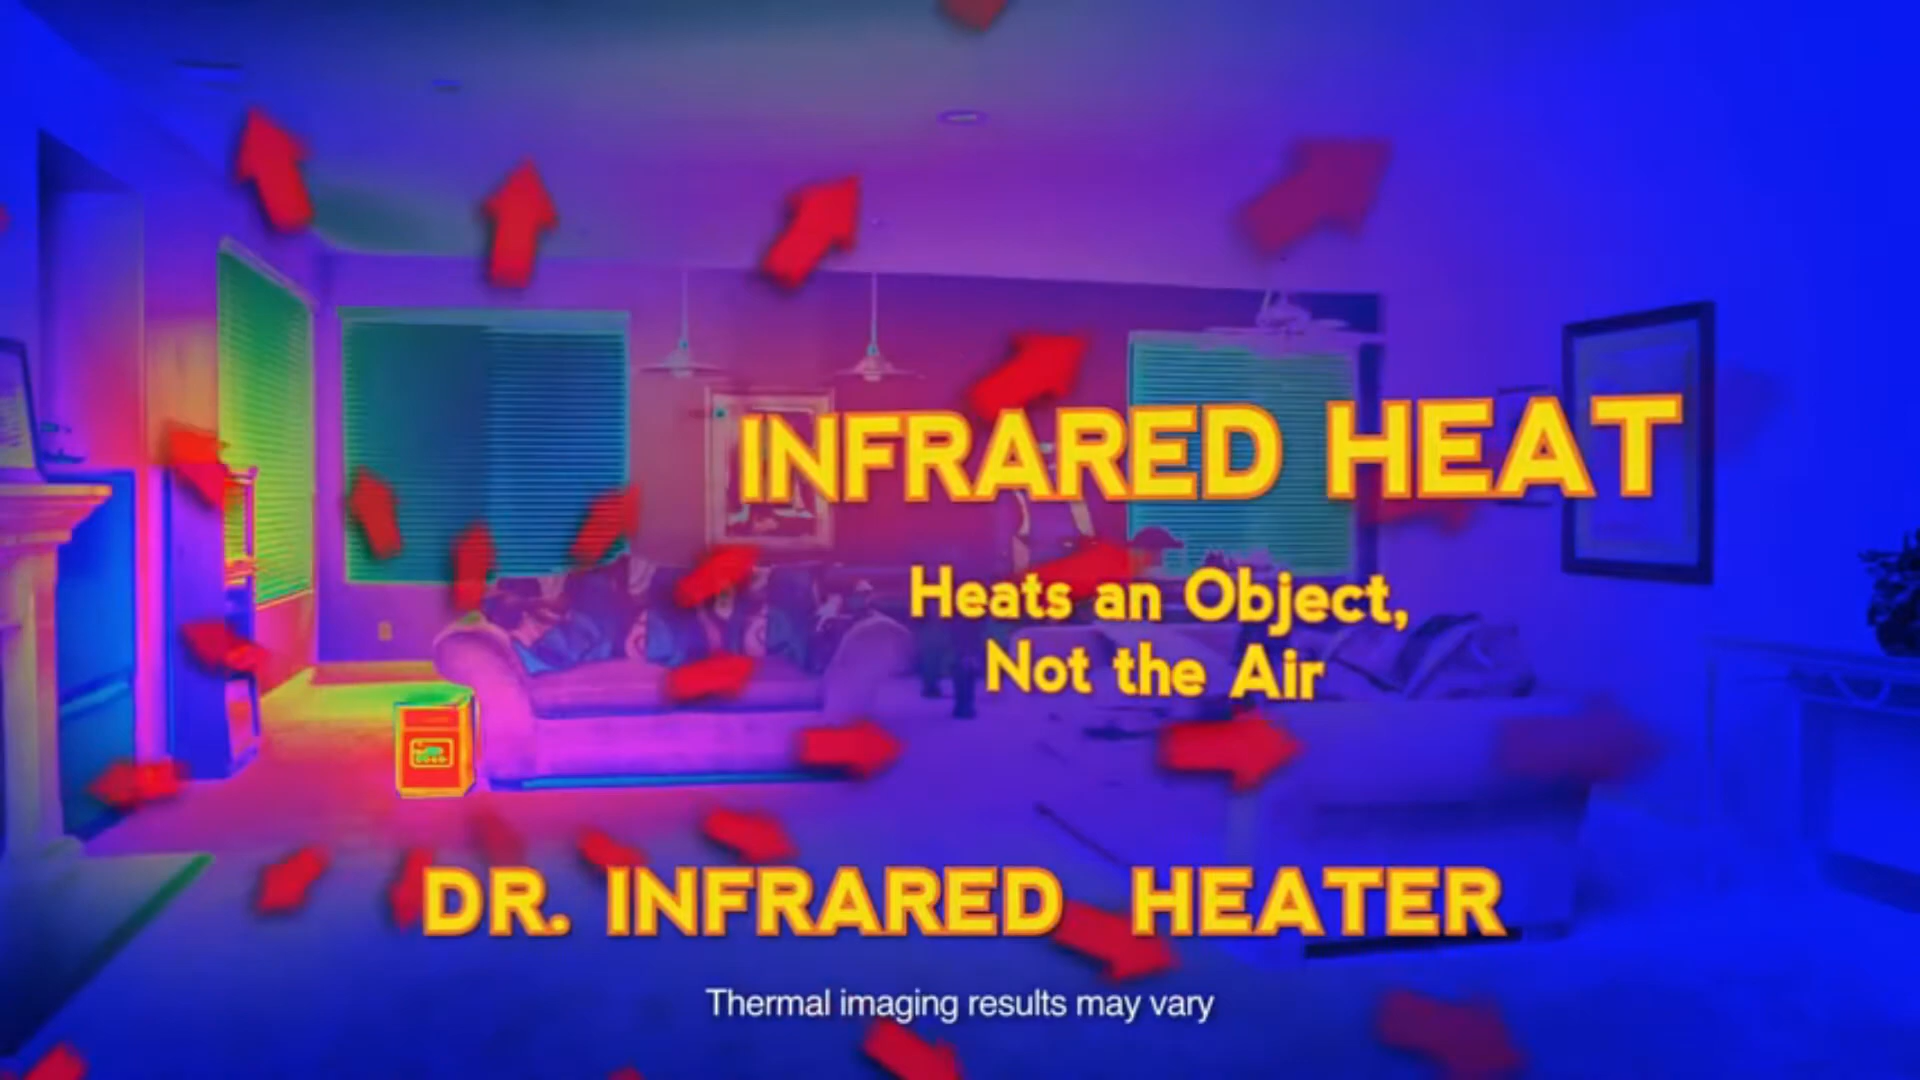 INFRARED HEAT
Heats an Object,
Not the Air
DR. INFRARED HEATER
Thermal imaging results may vary